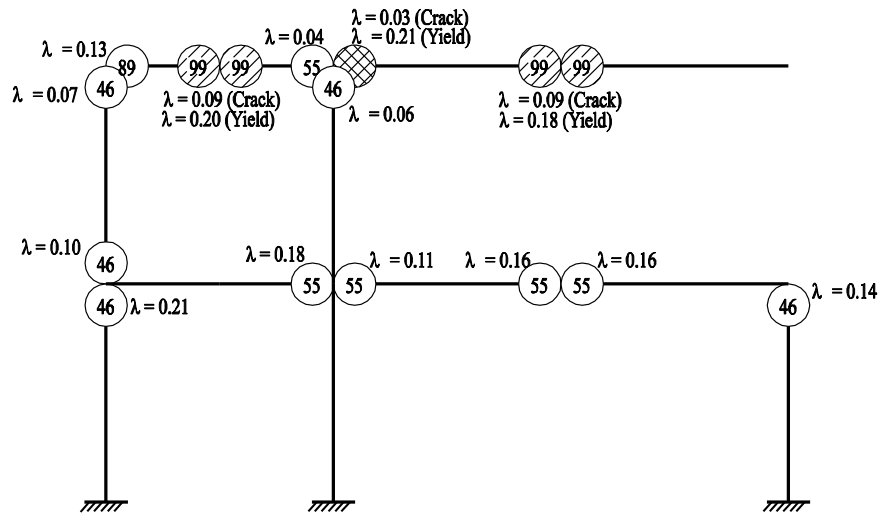 λ = 0.03 (Crack)
λ = 0.21 (Yield)
λ = 0.13
λ = 0.04
89
99
99
55
99
99
46
46
λ = 0.07
λ = 0.09 (Crack)
λ = 0.20 (Yield)
λ = 0.06
λ = 0.09 (Crack)
λ = 0.18 (Yield)
λ = 0.10
46
λ = 0.18
λ = 0.11
λ = 0.16
λ = 0.16
55
55
55
55
46
λ = 0.21
46
λ = 0.14